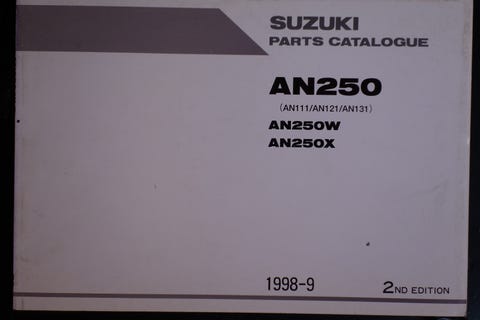 SUZUKI
PARTS CATALOGUE
AN250
(AN111/AN121/AN131)
AN250W
AN250X
1998-9
2ND EDITION